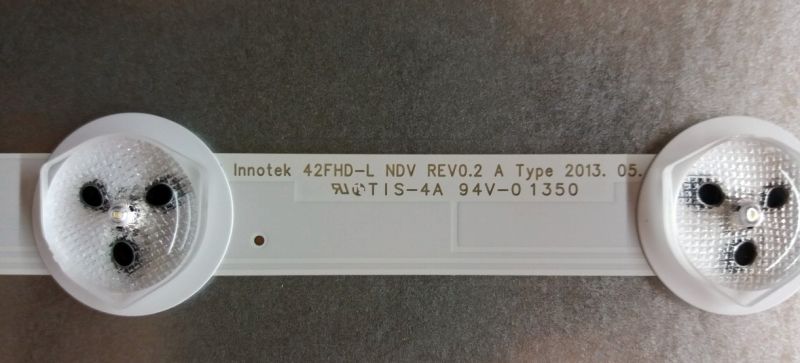 Innotek 42FHD-L NDV REV0.2 A Type 2013. 05.
TIS-4A 94V-0 1350